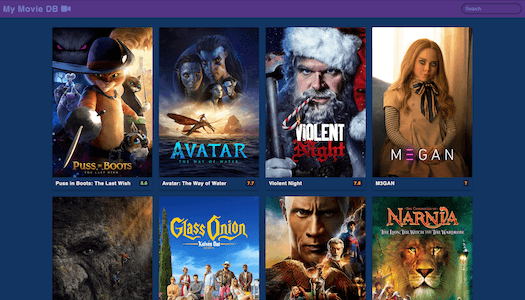 My Movie DB
Search
PUSS IN BOOTS
THE LAST WISH
AVATAR
THE WAY OF WATER
VIOLENT
Night
M3GAN
Puss in Boots: The Last Wish 8.6
Avatar: The Way of Water 7.7
Violent Night 7.8
M3GAN 7
Glass Onion
Knives Out
NARNIA
THE LION, THE WITCH AND THE WARDROBE